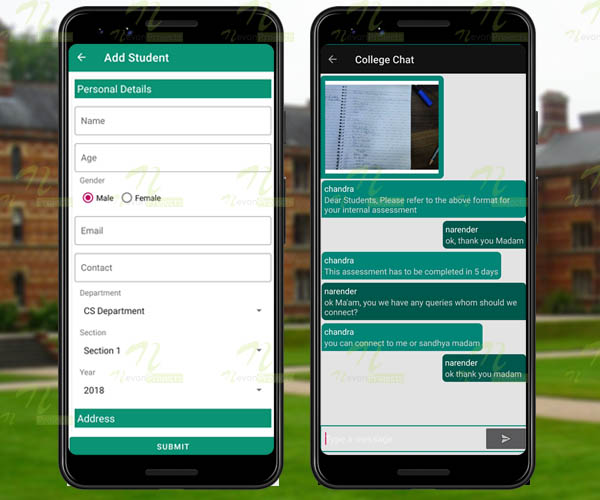 Add Student
Personal Details
Name
Age
Gender
Male Female
Email
Contact
Department
CS Department
Section
Section 1
Year
2018
Address
SUBMIT
College Chat
chandra
Dear Students, Please refer to the above format for
your internal assessment
narender
ok, thank you Madam
chandra
This assessment has to be completed in 5 days
narender
ok Ma'am, you we have any queries whom should we
connect?
chandra
you can connect to me or sandhya madam
narender
ok thank you madam
Type a message
NevonProjects